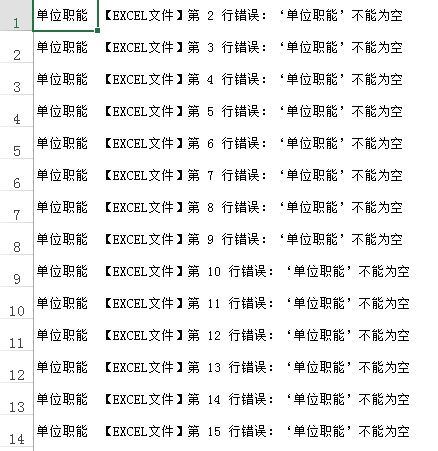 1 单位职能 【EXCEL文件】第 2 行错误：‘单位职能’不能为空
2 单位职能 【EXCEL文件】第 3 行错误：‘单位职能’不能为空
3 单位职能 【EXCEL文件】第 4 行错误：‘单位职能’不能为空
4 单位职能 【EXCEL文件】第 5 行错误：‘单位职能’不能为空
5 单位职能 【EXCEL文件】第 6 行错误：‘单位职能’不能为空
6 单位职能 【EXCEL文件】第 7 行错误：‘单位职能’不能为空
7 单位职能 【EXCEL文件】第 8 行错误：‘单位职能’不能为空
8 单位职能 【EXCEL文件】第 9 行错误：‘单位职能’不能为空
9 单位职能 【EXCEL文件】第 10 行错误：‘单位职能’不能为空
10 单位职能 【EXCEL文件】第 11 行错误：‘单位职能’不能为空
11 单位职能 【EXCEL文件】第 12 行错误：‘单位职能’不能为空
12 单位职能 【EXCEL文件】第 13 行错误：‘单位职能’不能为空
13 单位职能 【EXCEL文件】第 14 行错误：‘单位职能’不能为空
14 单位职能 【EXCEL文件】第 15 行错误：‘单位职能’不能为空